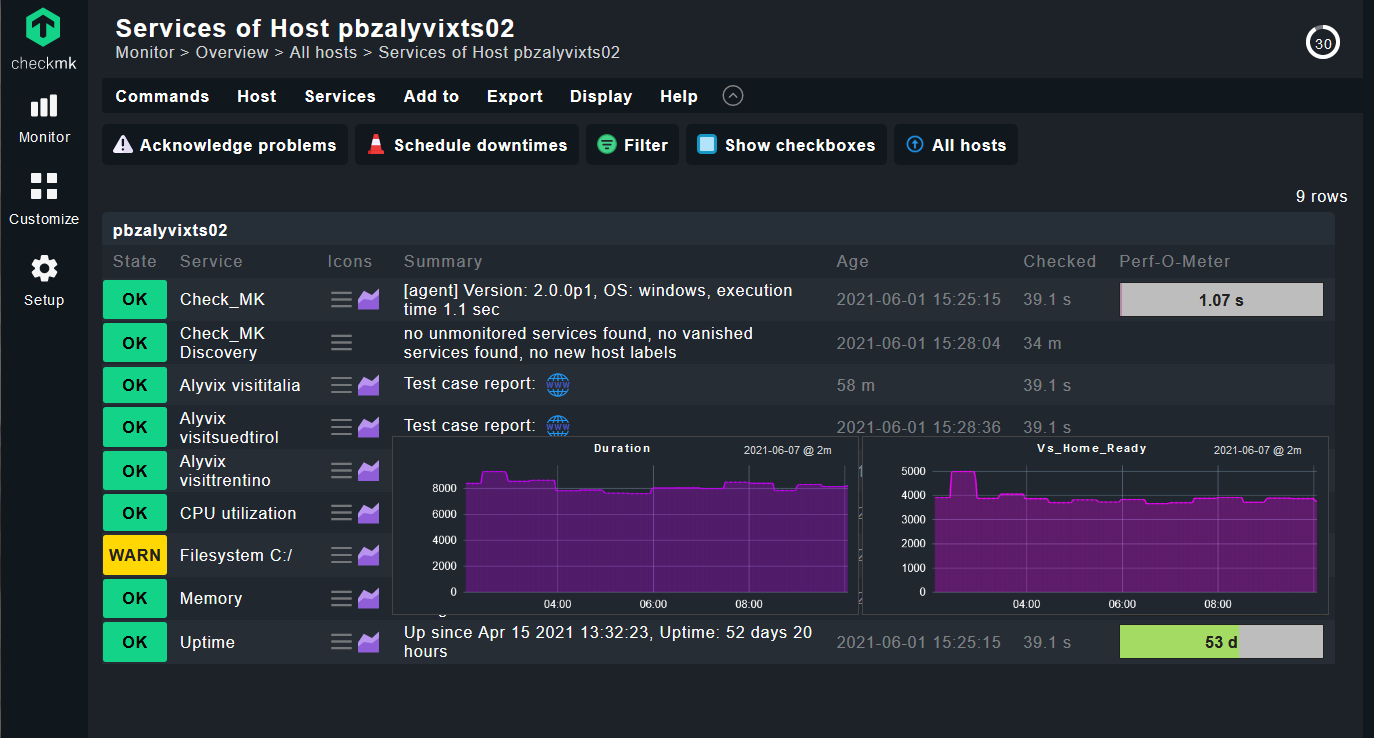 Services of Host pbzalyvixts02
Monitor > Overview > All hosts > Services of Host pbzalyvixts02
30
checkmk
Monitor
Customize
Setup
Commands Host Services Add to Export Display Help
Acknowledge problems Schedule downtimes Filter Show checkboxes All hosts
9 rows
pbzalyvixts02
State Service Icons Summary Age Checked Perf-O-Meter
OK Check_MK [agent] Version: 2.0.0p1, OS: windows, execution
time 1.1 sec 2021-06-01 15:25:15 39.1 s 1.07 s
OK Check_MK
Discovery no unmonitored services found, no vanished
services found, no new host labels 2021-06-01 15:28:04 34 m
OK Alyvix visititalia Test case report: WWW 58 m 39.1 s
OK Alyvix
visitsuedtirol Test case report: WWW 2021-06-01 15:28:36 39.1 s
OK Alyvix
visittrentino
OK CPU utilization
WARN Filesystem C:/
OK Memory
Duration 2021-06-07 @ 2m
8000
6000
4000
2000
0
04:00 06:00 08:00
Vs_Home_Ready 2021-06-07 @ 2m
5000
4000
3000
2000
1000
0
04:00 06:00 08:00
OK Uptime Up since Apr 15 2021 13:32:23, Uptime: 52 days 20
hours 2021-06-01 15:25:15 39.1 s 53 d